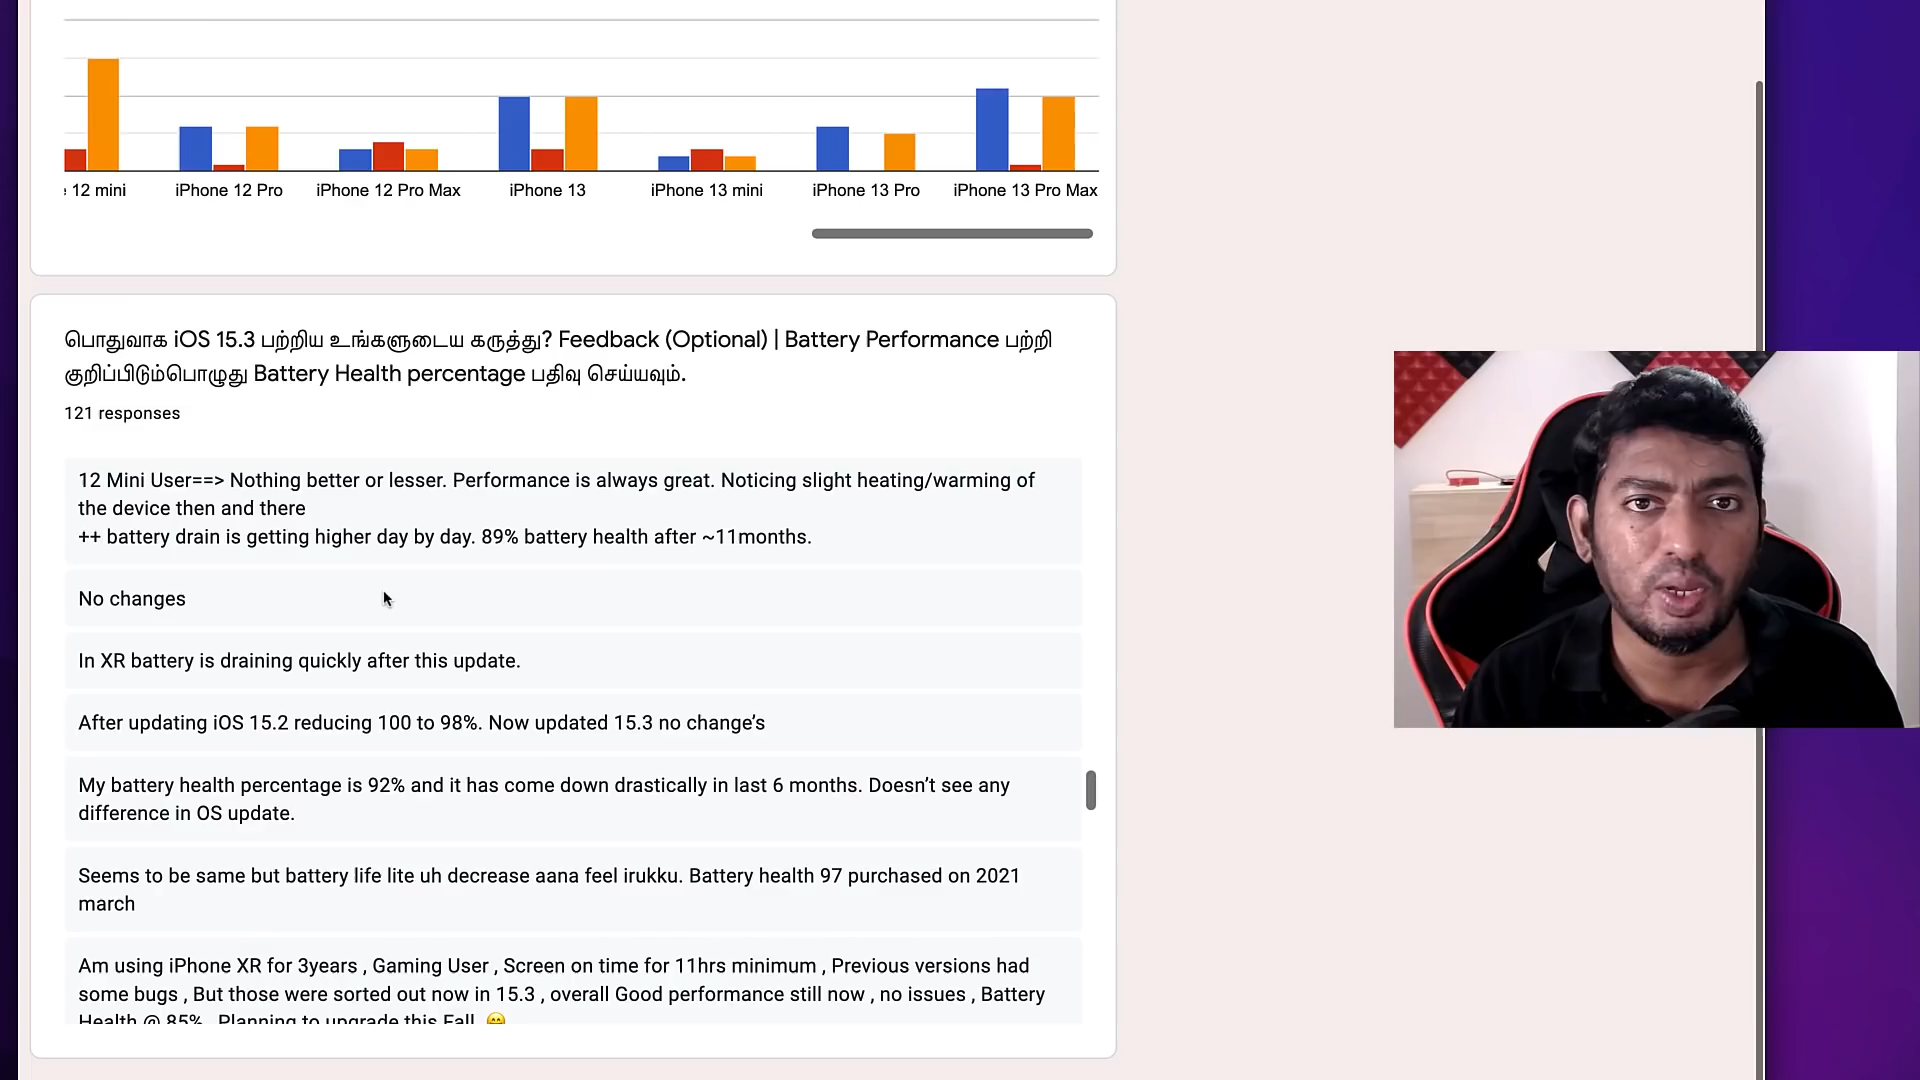 12 mini
iPhone 12 Pro
iPhone 12 Pro Max
iPhone 13
iPhone 13 mini
iPhone 13 Pro
iPhone 13 Pro Max
பொதுவாக iOS 15.3 பற்றிய உங்களுடைய கருத்து? Feedback (Optional) | Battery Performance பற்றி
குறிப்பிடும்பொழுது Battery Health percentage பதிவு செய்யவும்.
121 responses
12 Mini User==> Nothing better or lesser. Performance is always great. Noticing slight heating/warming of
the device then and there
++ battery drain is getting higher day by day. 89% battery health after ~11months.
No changes
In XR battery is draining quickly after this update.
After updating iOS 15.2 reducing 100 to 98%. Now updated 15.3 no change’s
My battery health percentage is 92% and it has come down drastically in last 6 months. Doesn’t see any
difference in OS update.
Seems to be same but battery life lite uh decrease aana feel irukku. Battery health 97 purchased on 2021
march
Am using iPhone XR for 3years , Gaming User , Screen on time for 11hrs minimum , Previous versions had
some bugs , But those were sorted out now in 15.3 , overall Good performance still now , no issues , Battery
Health @ 85% , Planning to upgrade this Fall 😁